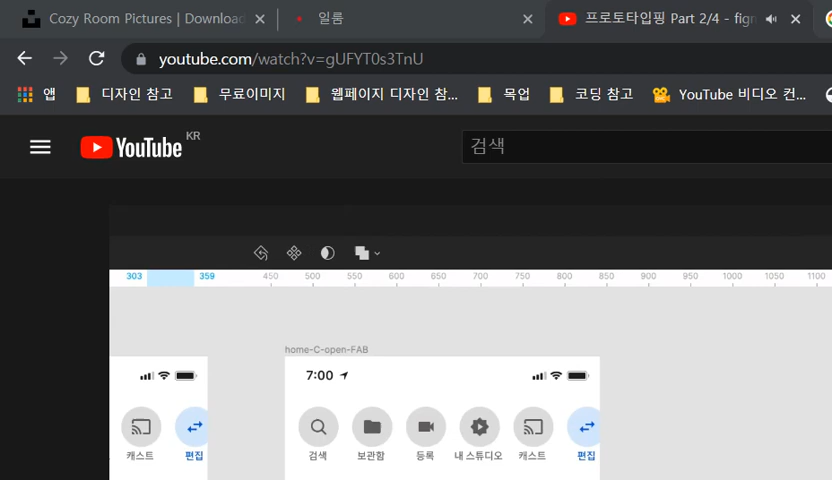 Cozy Room Pictures | Download
일룸
프로토타입핑 Part 2/4 - fign
youtube.com/watch?v=gUFYT0s3TnU
앱 디자인 참고 무료이미지 웹페이지 디자인 참... 목업 코딩 참고 YouTube 비디오 컨...
YouTube KR
검색
303 359 450 500 550 600 650 700 750 800 850 900 950 1000 1050 1100
home-C-open-FAB
7:00
캐스트 편집 검색 보관함 등록 내 스튜디오 캐스트 편집